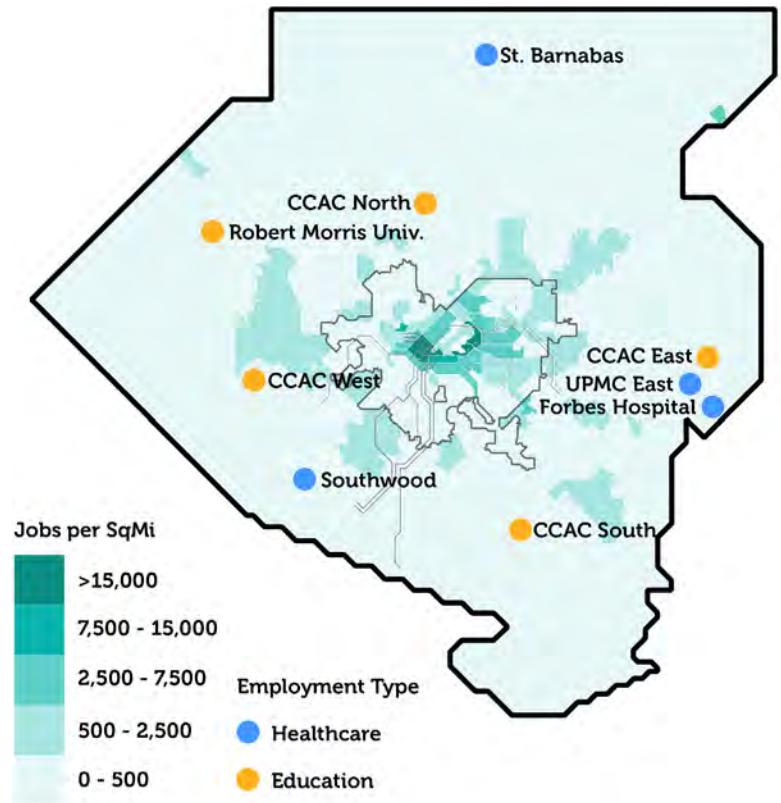 St. Barnabas
CCAC North
Robert Morris Univ.
CCAC East
UPMC East
Forbes Hospital
CCAC West
Southwood
CCAC South
Jobs per SqMi
>15,000
7,500 - 15,000
2,500 - 7,500
500 - 2,500
0 - 500
Employment Type
Healthcare
Education